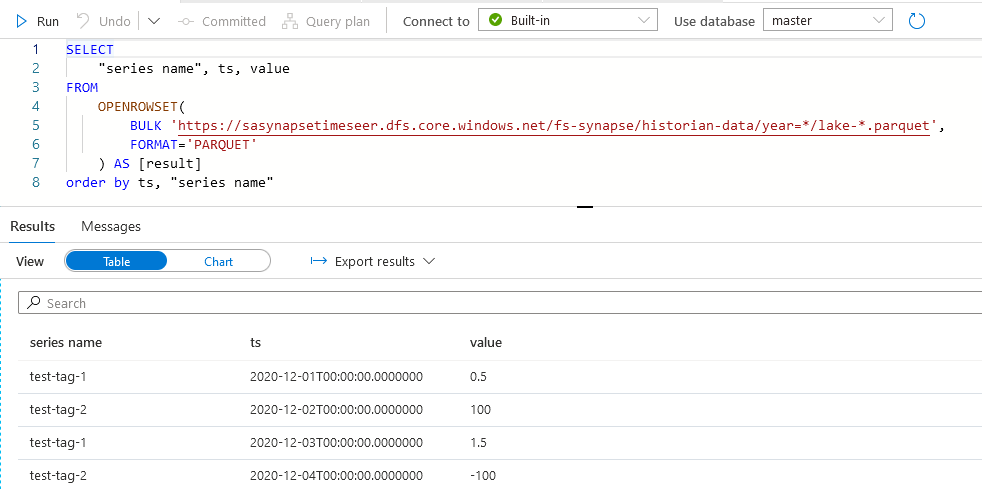 Run Undo Committed Query plan Connect to Built-in Use database master
1 SELECT
2 "series name", ts, value
3 FROM
4 OPENROWSET(
5 BULK 'https://sasynapsetimeseer.dfs.core.windows.net/fs-synapse/historian-data/year=*/lake-*.parquet',
6 FORMAT='PARQUET'
7 ) AS [result]
8 order by ts, "series name"
Results Messages
View Table Chart Export results
Search
series name ts value
test-tag-1 2020-12-01T00:00:00.0000000 0.5
test-tag-2 2020-12-02T00:00:00.0000000 100
test-tag-1 2020-12-03T00:00:00.0000000 1.5
test-tag-2 2020-12-04T00:00:00.0000000 -100